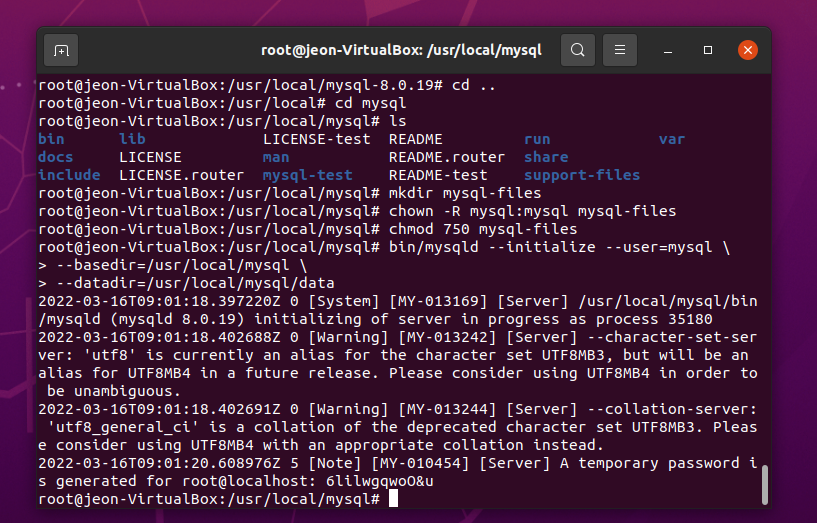 root@jeon-VirtualBox: /usr/local/mysql
root@jeon-VirtualBox:/usr/local/mysql-8.0.19# cd ..
root@jeon-VirtualBox:/usr/local# cd mysql
root@jeon-VirtualBox:/usr/local/mysql# ls
bin lib LICENSE-test README run var
docs LICENSE man README.router share
include LICENSE.router mysql-test README-test support-files
root@jeon-VirtualBox:/usr/local/mysql# mkdir mysql-files
root@jeon-VirtualBox:/usr/local/mysql# chown -R mysql:mysql mysql-files
root@jeon-VirtualBox:/usr/local/mysql# chmod 750 mysql-files
root@jeon-VirtualBox:/usr/local/mysql# bin/mysqld --initialize --user=mysql \
> --basedir=/usr/local/mysql \
> --datadir=/usr/local/mysql/data
2022-03-16T09:01:18.397220Z 0 [System] [MY-013169] [Server] /usr/local/mysql/bin
/mysqld (mysqld 8.0.19) initializing of server in progress as process 35180
2022-03-16T09:01:18.402688Z 0 [Warning] [MY-013242] [Server] --character-set-ser
ver: 'utf8' is currently an alias for the character set UTF8MB3, but will be an
alias for UTF8MB4 in a future release. Please consider using UTF8MB4 in order to
 be unambiguous.
2022-03-16T09:01:18.402691Z 0 [Warning] [MY-013244] [Server] --collation-server:
 'utf8_general_ci' is a collation of the deprecated character set UTF8MB3. Pleas
e consider using UTF8MB4 with an appropriate collation instead.
2022-03-16T09:01:20.608976Z 5 [Note] [MY-010454] [Server] A temporary password i
s generated for root@localhost: 6lilwgqwoO&u
root@jeon-VirtualBox:/usr/local/mysql#